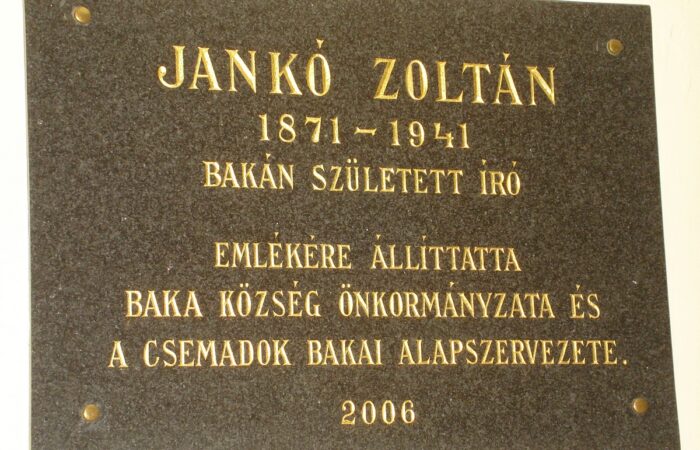 JANKÓ ZOLTÁN
1871 – 1941
BAKÁN SZÜLETETT ÍRÓ
EMLÉKÉRE ÁLLÍTTATTA
BAKA KÖZSÉG ÖNKORMÁNYZATA ÉS
A CSEMADOK BAKAI ALAPSZERVEZETE.
2006